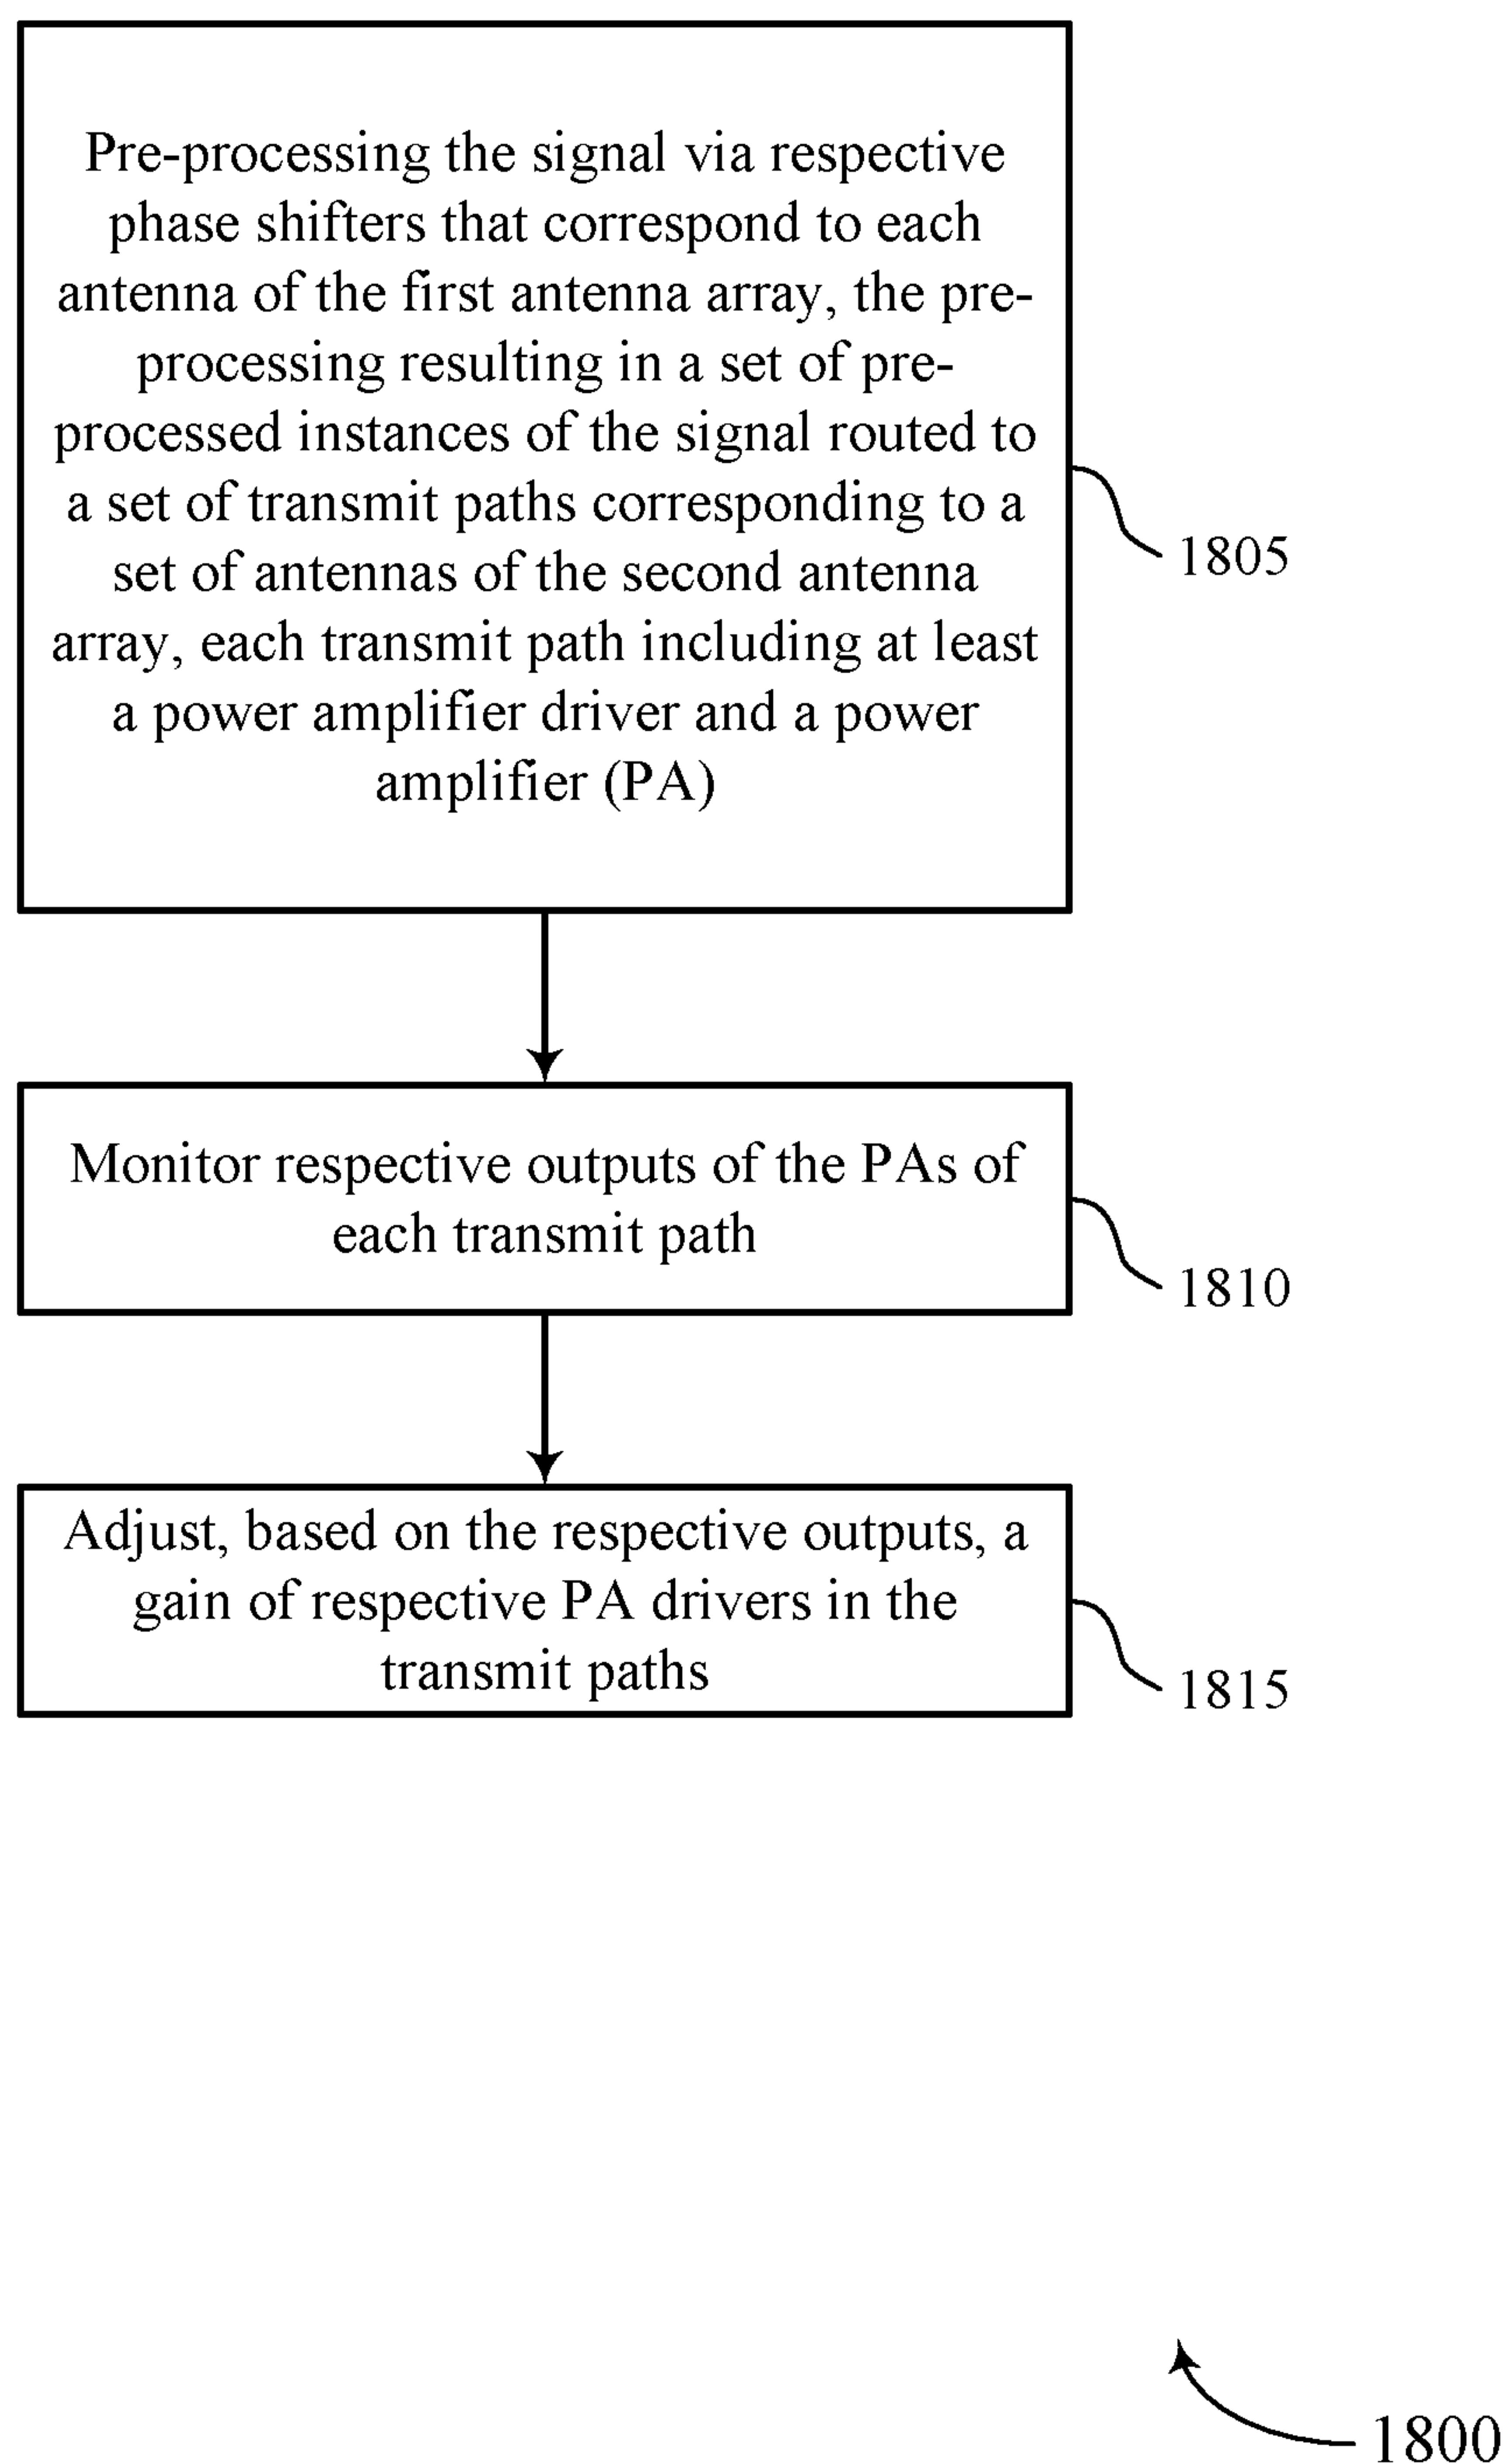 Pre-processing the signal via respective
phase shifters that correspond to each
antenna of the first antenna array, the pre-
processing resulting in a set of pre-
processed instances of the signal routed to
a set of transmit paths corresponding to a
set of antennas of the second antenna
array, each transmit path including at least
a power amplifier driver and a power
amplifier (PA)
1805
Monitor respective outputs of the PAs of
each transmit path
1810
Adjust, based on the respective outputs, a
gain of respective PA drivers in the
transmit paths
1815
1800